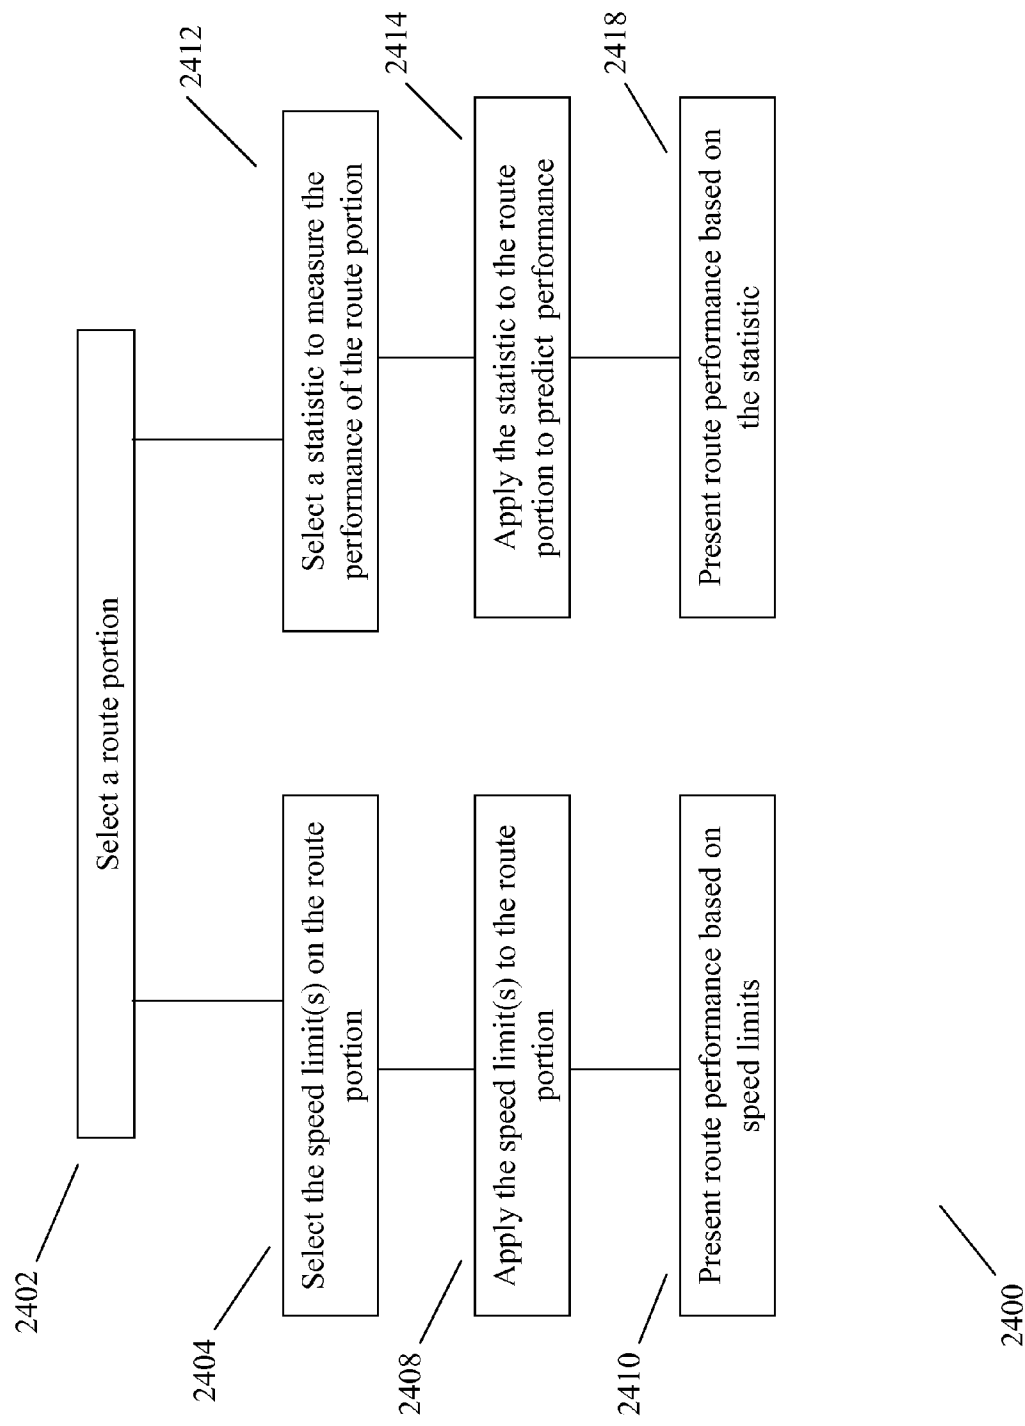 2402
Select a route portion
2404
Select the speed limit(s) on the route
portion
2412
Select a statistic to measure the
performance of the route portion
2408
Apply the speed limit(s) to the route
portion
2414
Apply the statistic to the route
portion to predict performance
2410
Present route performance based on
speed limits
2418
Present route performance based on
the statistic
2400